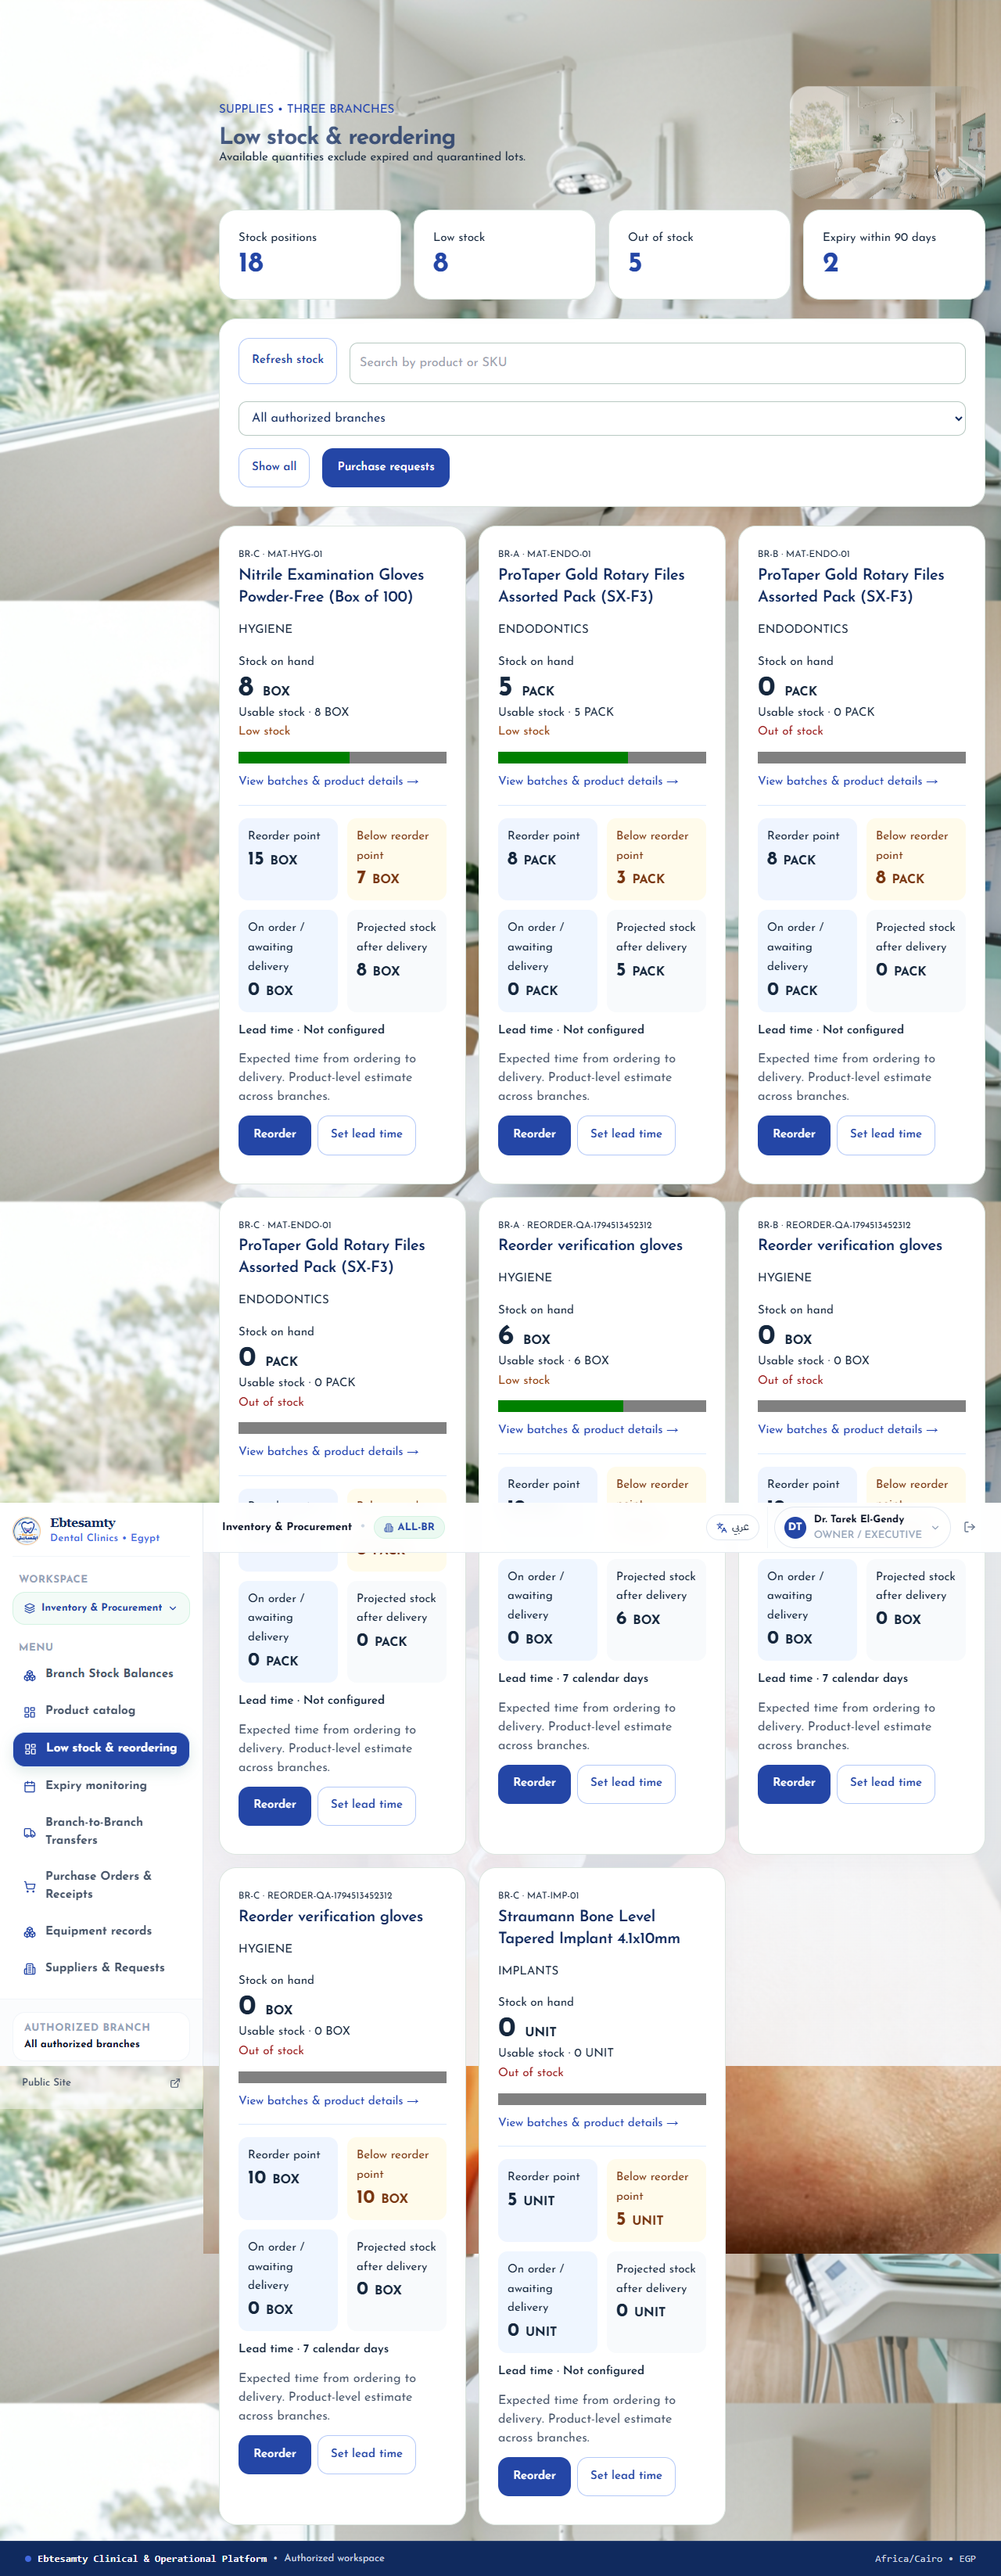 SUPPLIES • THREE BRANCHES
Low stock & reordering
Available quantities exclude expired and quarantined lots.
Stock positions
18
Low stock
8
Out of stock
5
Expiry within 90 days
2
Refresh stock
Search by product or SKU
All authorized branches
Show all
Purchase requests
BR-C · MAT-HYG-01
Nitrile Examination Gloves
Powder-Free (Box of 100)
HYGIENE
Stock on hand
8 BOX
Usable stock · 8 BOX
Low stock
View batches & product details →
Reorder point
15 BOX
Below reorder
point
7 BOX
On order /
awaiting
delivery
0 BOX
Projected stock
after delivery
8 BOX
Lead time · Not configured
Expected time from ordering to
delivery. Product-level estimate
across branches.
Reorder
Set lead time
BR-A · MAT-ENDO-01
ProTaper Gold Rotary Files
Assorted Pack (SX-F3)
ENDODONTICS
Stock on hand
5 PACK
Usable stock · 5 PACK
Low stock
View batches & product details →
Reorder point
8 PACK
Below reorder
point
3 PACK
On order /
awaiting
delivery
0 PACK
Projected stock
after delivery
5 PACK
Lead time · Not configured
Expected time from ordering to
delivery. Product-level estimate
across branches.
Reorder
Set lead time
BR-B · MAT-ENDO-01
ProTaper Gold Rotary Files
Assorted Pack (SX-F3)
ENDODONTICS
Stock on hand
0 PACK
Usable stock · 0 PACK
Out of stock
View batches & product details →
Reorder point
8 PACK
Below reorder
point
8 PACK
On order /
awaiting
delivery
0 PACK
Projected stock
after delivery
0 PACK
Lead time · Not configured
Expected time from ordering to
delivery. Product-level estimate
across branches.
Reorder
Set lead time
BR-C · MAT-ENDO-01
ProTaper Gold Rotary Files
Assorted Pack (SX-F3)
ENDODONTICS
Stock on hand
0 PACK
Usable stock · 0 PACK
Out of stock
View batches & product details →
On order /
awaiting
delivery
0 PACK
Projected stock
after delivery
0 PACK
Lead time · Not configured
Expected time from ordering to
delivery. Product-level estimate
across branches.
Reorder
Set lead time
BR-A · REORDER-QA-1794513452312
Reorder verification gloves
HYGIENE
Stock on hand
6 BOX
Usable stock · 6 BOX
Low stock
View batches & product details →
Reorder point
Below reorder
On order /
awaiting
delivery
0 BOX
Projected stock
after delivery
6 BOX
Lead time · 7 calendar days
Expected time from ordering to
delivery. Product-level estimate
across branches.
Reorder
Set lead time
BR-B · REORDER-QA-1794513452312
Reorder verification gloves
HYGIENE
Stock on hand
0 BOX
Usable stock · 0 BOX
Out of stock
View batches & product details →
Reorder point
Below reorder
On order /
awaiting
delivery
0 BOX
Projected stock
after delivery
0 BOX
Lead time · 7 calendar days
Expected time from ordering to
delivery. Product-level estimate
across branches.
Reorder
Set lead time
Ebtesamty
Dental Clinics • Egypt
Inventory & Procurement
ALL-BR
عربي
DT
Dr. Tarek El-Gendy
OWNER / EXECUTIVE
WORKSPACE
Inventory & Procurement
MENU
Branch Stock Balances
Product catalog
Low stock & reordering
Expiry monitoring
Branch-to-Branch
Transfers
Purchase Orders &
Receipts
Equipment records
Suppliers & Requests
AUTHORIZED BRANCH
All authorized branches
Public Site
BR-C · REORDER-QA-1794513452312
Reorder verification gloves
HYGIENE
Stock on hand
0 BOX
Usable stock · 0 BOX
Out of stock
View batches & product details →
Reorder point
10 BOX
Below reorder
point
10 BOX
On order /
awaiting
delivery
0 BOX
Projected stock
after delivery
0 BOX
Lead time · 7 calendar days
Expected time from ordering to
delivery. Product-level estimate
across branches.
Reorder
Set lead time
BR-C · MAT-IMP-01
Straumann Bone Level
Tapered Implant 4.1x10mm
IMPLANTS
Stock on hand
0 UNIT
Usable stock · 0 UNIT
Out of stock
View batches & product details →
Reorder point
5 UNIT
Below reorder
point
5 UNIT
On order /
awaiting
delivery
0 UNIT
Projected stock
after delivery
0 UNIT
Lead time · Not configured
Expected time from ordering to
delivery. Product-level estimate
across branches.
Reorder
Set lead time
Ebtesamty Clinical & Operational Platform • Authorized workspace
Africa/Cairo • EGP